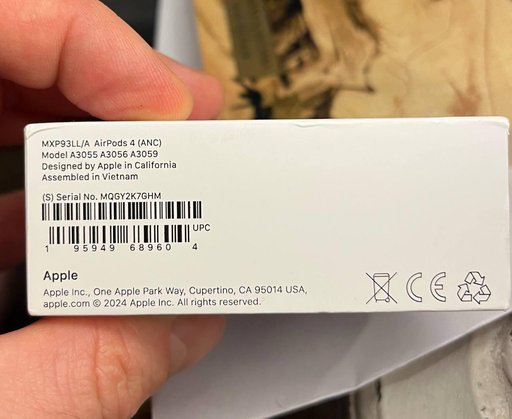 MXP93LL/A AirPods 4 (ANC)
Model A3055 A3056 A3059
Designed by Apple in California
Assembled in Vietnam
(S) Serial No. MQGY2K7GHM
UPC
1 95949 68960 4
Apple
Apple Inc., One Apple Park Way, Cupertino, CA 95014 USA,
apple.com © 2024 Apple Inc. All rights reserved.
CE